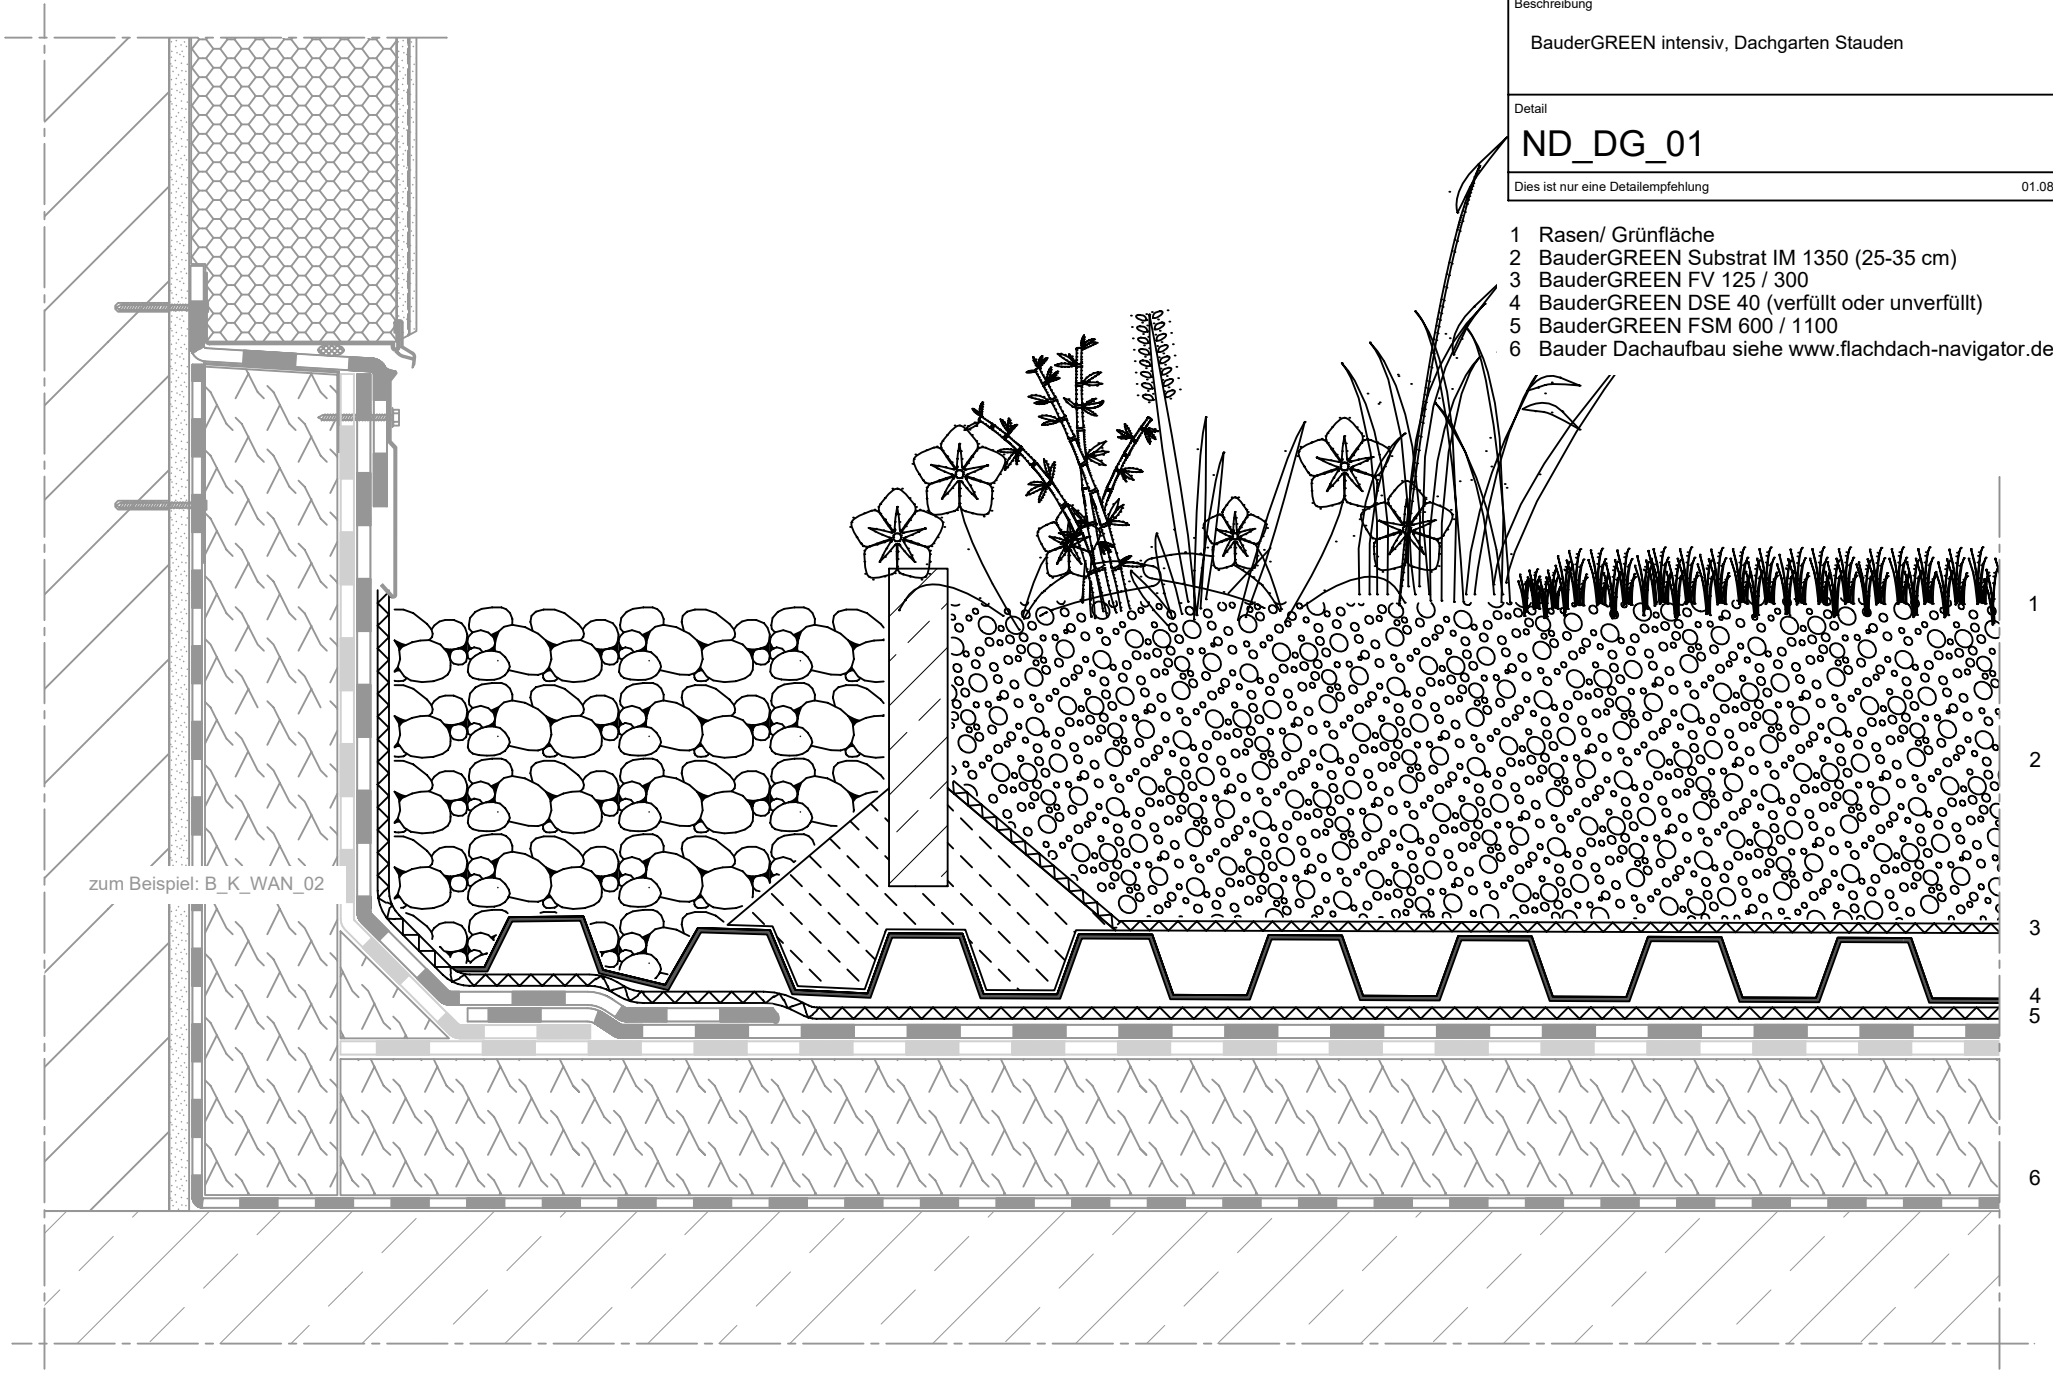 Beschreibung
BauderGREEN intensiv, Dachgarten Stauden
Detail
ND_DG_01
Dies ist nur eine Detailempfehlung 01.08
1 Rasen/ Grünfläche
2 BauderGREEN Substrat IM 1350 (25-35 cm)
3 BauderGREEN FV 125 / 300
4 BauderGREEN DSE 40 (verfüllt oder unverfüllt)
5 BauderGREEN FSM 600 / 1100
6 Bauder Dachaufbau siehe www.flachdach-navigator.de
1
2
zum Beispiel: B_K_WAN_02
3
4
5
6